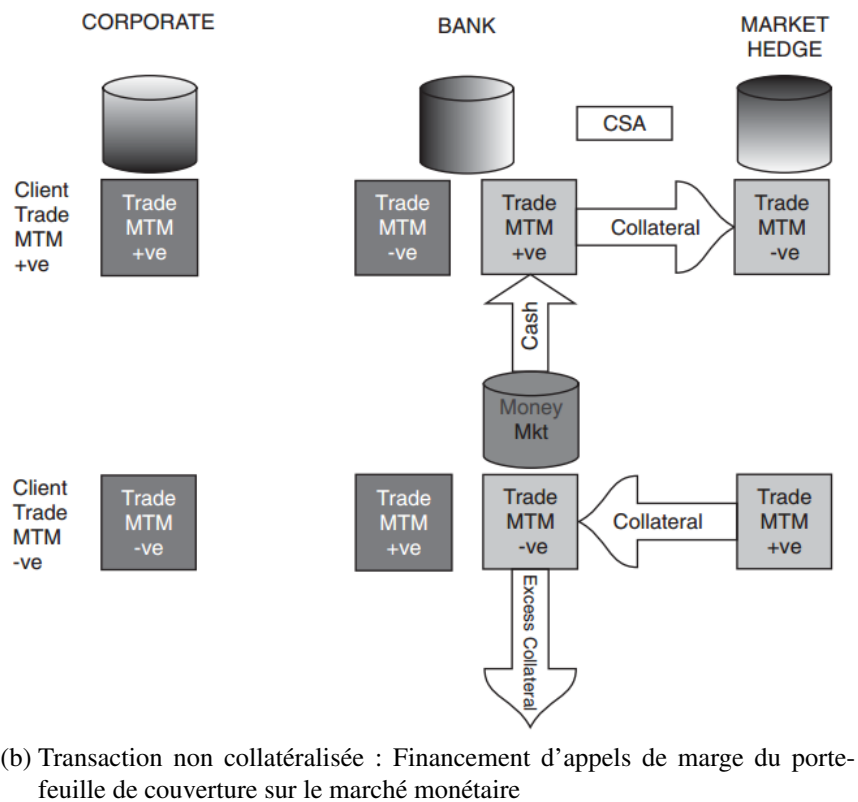 CORPORATE
BANK
MARKET
HEDGE
CSA
Client
Trade
MTM
+ve
Trade
MTM
+ve
Trade
MTM
-ve
Trade
MTM
+ve
Collateral
Trade
MTM
-ve
Cash
Money
Mkt
Client
Trade
MTM
-ve
Trade
MTM
-ve
Trade
MTM
+ve
Trade
MTM
-ve
Collateral
Trade
MTM
+ve
Excess Collateral
(b) Transaction non collatéralisée : Financement d'appels de marge du porte-
feuille de couverture sur le marché monétaire